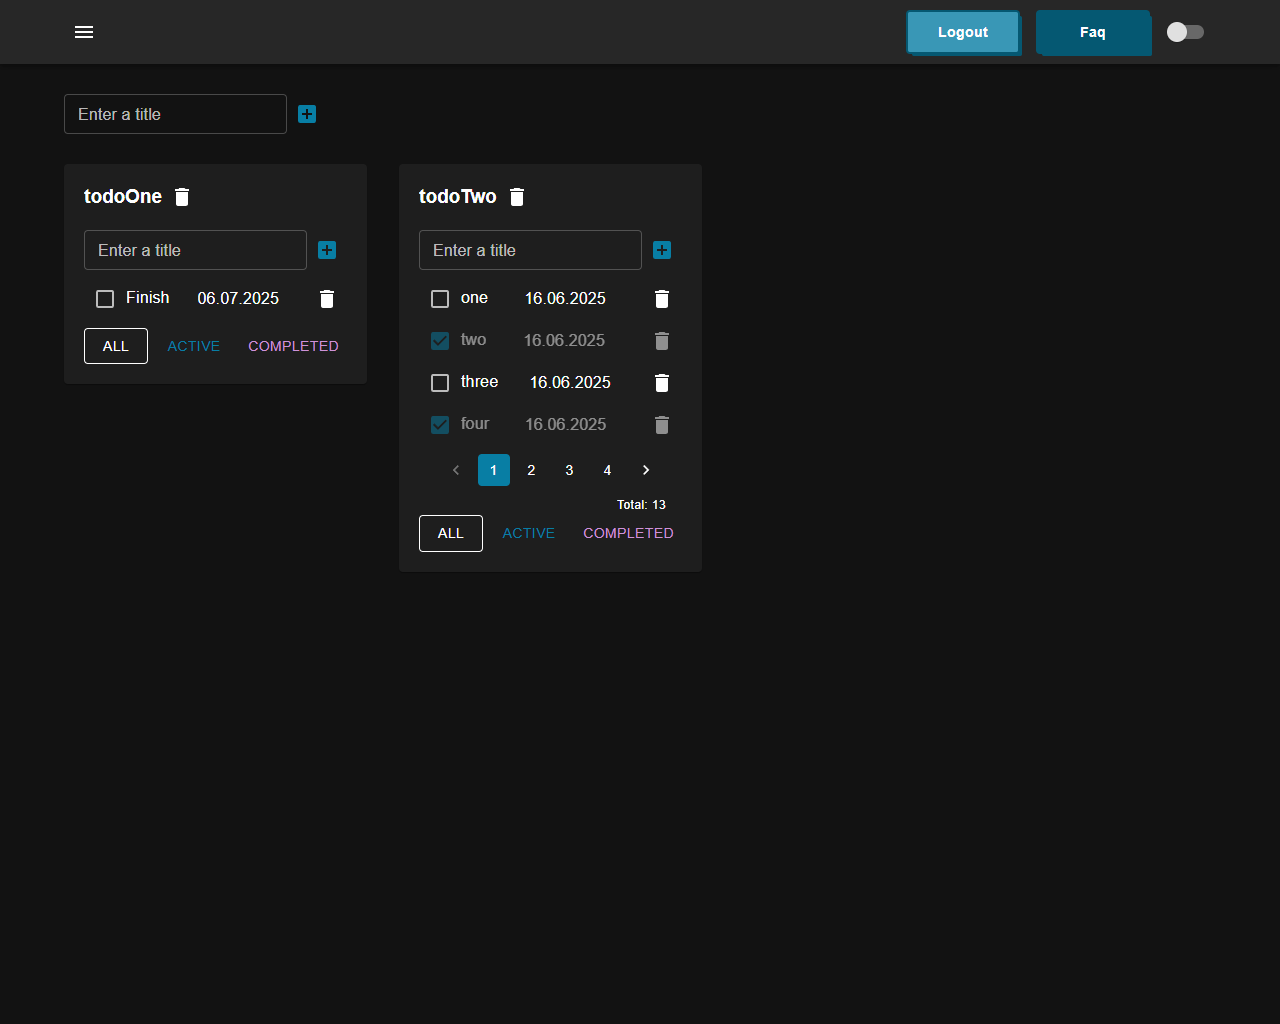 Logout Faq
Enter a title
todoOne
Enter a title
Finish 06.07.2025
ALL ACTIVE COMPLETED
todoTwo
Enter a title
one 16.06.2025
two 16.06.2025
three 16.06.2025
four 16.06.2025
1 2 3 4
Total: 13
ALL ACTIVE COMPLETED